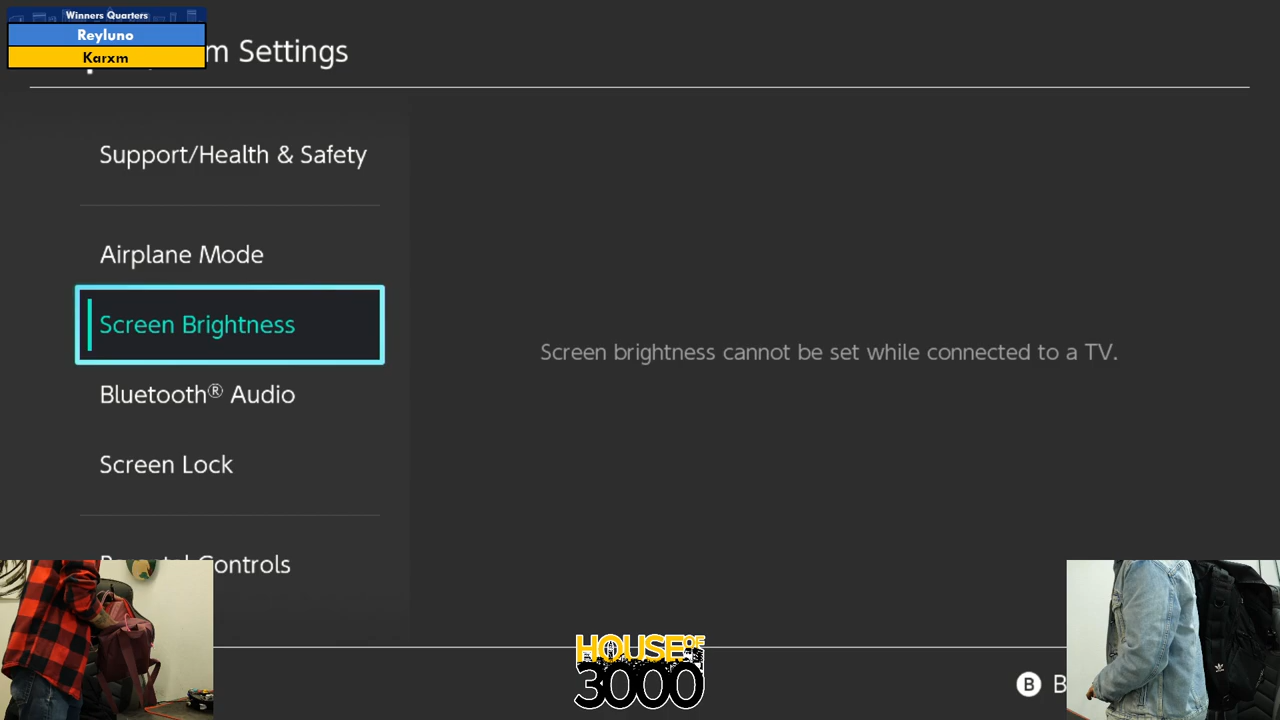 Winners Quarters
Reyluno
Karxm
m Settings
Support/Health & Safety
Airplane Mode
Screen Brightness
Screen brightness cannot be set while connected to a TV.
Bluetooth® Audio
Screen Lock
Controls
HOUSE OF
3000
B B